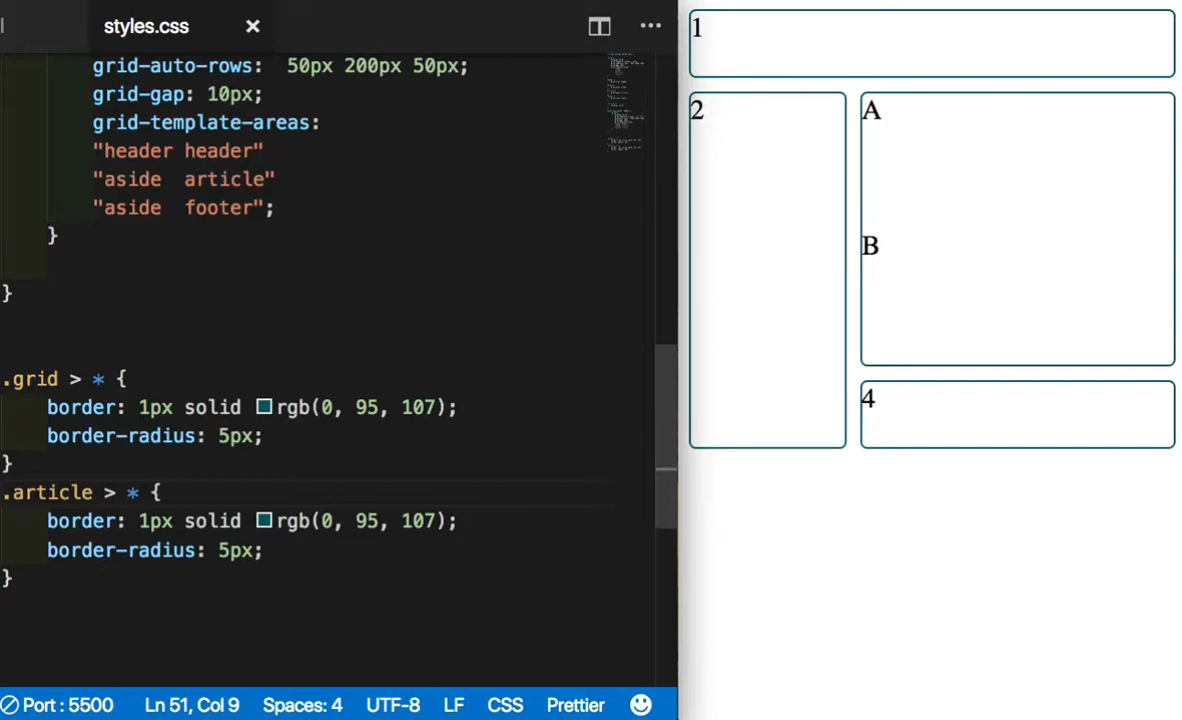 styles.css ×
grid-auto-rows: 50px 200px 50px;
grid-gap: 10px;
grid-template-areas:
"header header"
"aside article"
"aside footer";
}
}
.grid > * {
border: 1px solid rgb(0, 95, 107);
border-radius: 5px;
}
.article > * {
border: 1px solid rgb(0, 95, 107);
border-radius: 5px;
}
Port : 5500 Ln 51, Col 9 Spaces: 4 UTF-8 LF CSS Prettier
1
2
A
B
4